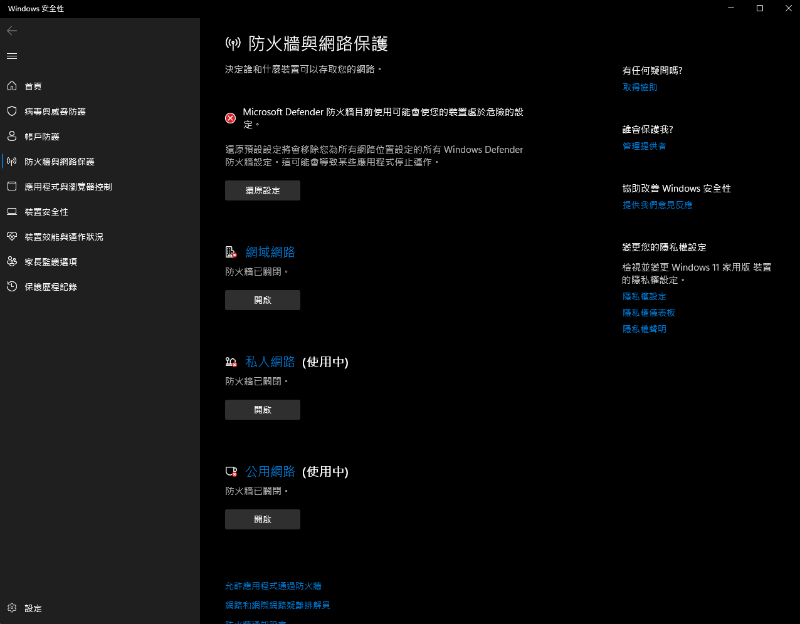 Windows 安全性
首頁
病毒與威脅防護
帳戶防護
防火牆與網路保護
應用程式與瀏覽器控制
裝置安全性
裝置效能與運作狀況
家長監護選項
保護歷程記錄
設定
防火牆與網路保護
決定誰和什麼裝置可以存取您的網路。
Microsoft Defender 防火牆目前使用可能會使您的裝置處於危險的設
定。
還原預設設定將會移除您為所有網路位置設定的所有 Windows Defender
防火牆設定。這可能會導致某些應用程式停止運作。
還原設定
網域網路
防火牆已關閉。
開啟
私人網路 (使用中)
防火牆已關閉。
開啟
公用網路 (使用中)
防火牆已關閉。
開啟
允許應用程式通過防火牆
網路和網際網路疑難排解員
防火牆通知設定
有任何疑問嗎?
取得協助
誰會保護我?
管理提供者
協助改善 Windows 安全性
提供我們意見反應
變更您的隱私權設定
檢視並變更 Windows 11 家用版 裝置
的隱私權設定。
隱私權設定
隱私權儀表板
隱私權聲明